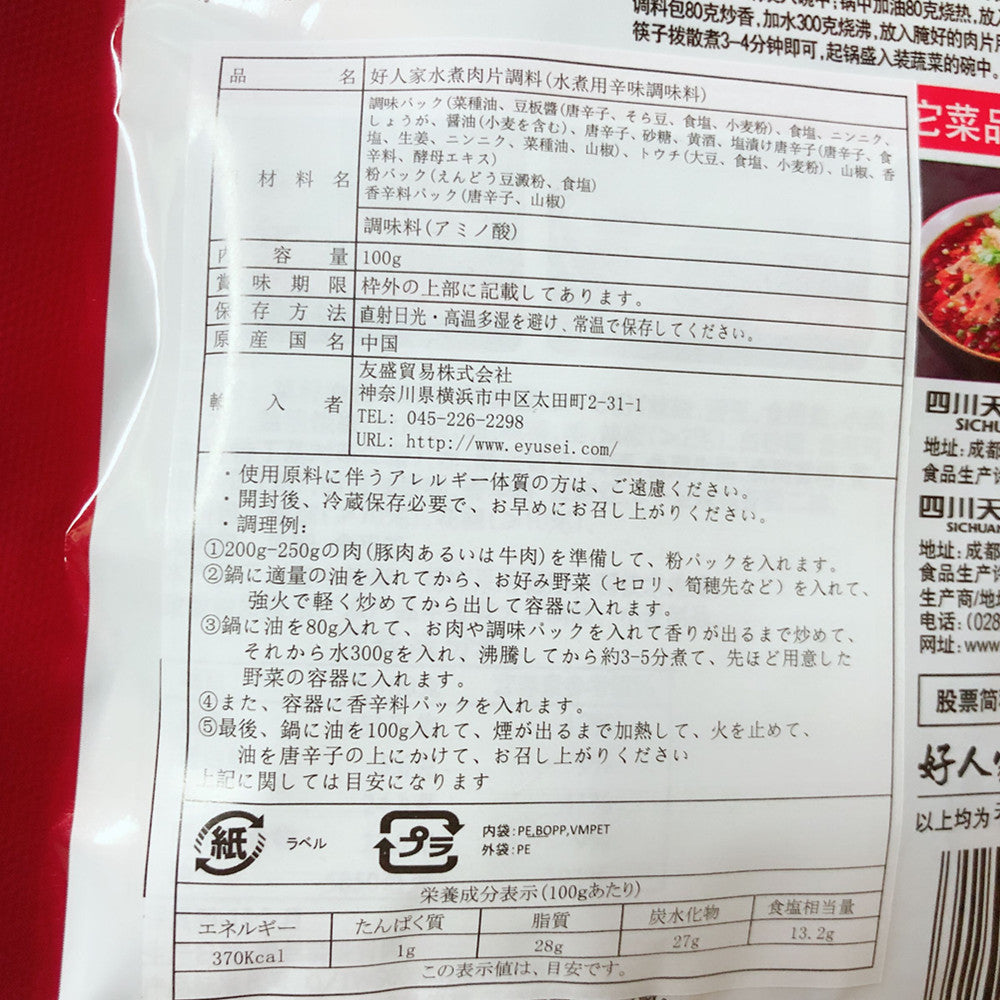 锅中加油80克烧热,放入
调料包80克炒香,加水300克烧沸,放入腌好的肉片用
筷子拨散煮3-4分钟即可,起锅盛入装蔬菜的碗中。
品名 好人家水煮肉片調料(水煮用辛味調味料)
材料名
調味パック(菜種油、豆板醤(唐辛子、そら豆、食塩、小麦粉)、食塩、ニンニク、
しょうが、醤油(小麦を含む)、唐辛子、砂糖、黄酒、塩漬け唐辛子(唐辛子、食
塩、生姜、ニンニク、菜種油、山椒)、トウチ(大豆、食塩、小麦粉)、山椒、香
辛料、酵母エキス)
粉パック(えんどう豆澱粉、食塩)
香辛料パック(唐辛子、山椒)
調味料(アミノ酸)
内容量 100g
賞味期限 枠外の上部に記載してあります。
保存方法 直射日光・高温多湿を避け、常温で保存してください。
原産国名 中国
輸入者
友盛貿易株式会社
神奈川県横浜市中区太田町2-31-1
TEL: 045-226-2298
URL: http://www.eyusei.com/
・使用原料に伴うアレルギー体質の方は、ご遠慮ください。
・開封後、冷蔵保存必要で、お早めにお召し上がりください。
・調理例:
①200g-250gの肉(豚肉あるいは牛肉)を準備して、粉パックを入れます。
②鍋に適量の油を入れてから、お好み野菜(セロリ、筍穂先など)を入れて、
強火で軽く炒めてから出して容器に入れます。
③鍋に油を80g入れて、お肉や調味パックを入れて香りが出るまで炒めて、
それから水300gを入れ、沸騰してから約3-5分煮て、先ほど用意した
野菜の容器に入れます。
④また、容器に香辛料パックを入れます。
⑤最後、鍋に油を100g入れて、煙が出るまで加熱して、火を止めて、
油を唐辛子の上にかけて、お召し上がりください
上記に関しては目安になります
紙 ラベル プラ 内袋:PE,BOPP,VMPET
外袋:PE
栄養成分表示(100gあたり)
エネルギー たんぱく質 脂質 炭水化物 食塩相当量
370Kcal 1g 28g 27g 13.2g
この表示値は、目安です。
它菜品
四川天
SICHU
地址:成都
食品生产许
四川天
SICHUAN
地址:成都
食品生产许
生产商/地址
电话:(028
网址:www
股票简
好人家
以上均为